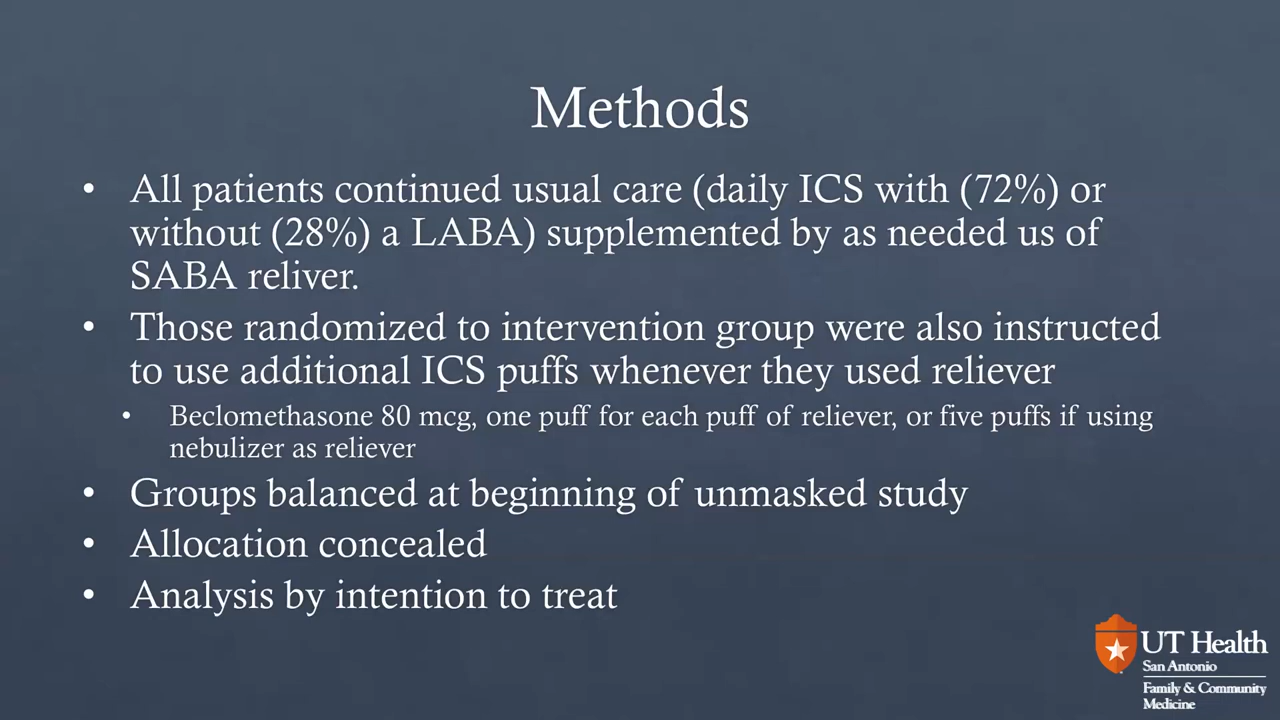 Methods
• All patients continued usual care (daily ICS with (72%) or
without (28%) a LABA) supplemented by as needed us of
SABA reliver.
• Those randomized to intervention group were also instructed
to use additional ICS puffs whenever they used reliever
• Beclomethasone 80 mcg, one puff for each puff of reliever, or five puffs if using
nebulizer as reliever
• Groups balanced at beginning of unmasked study
• Allocation concealed
• Analysis by intention to treat
UT Health
San Antonio
Family & Community
Medicine